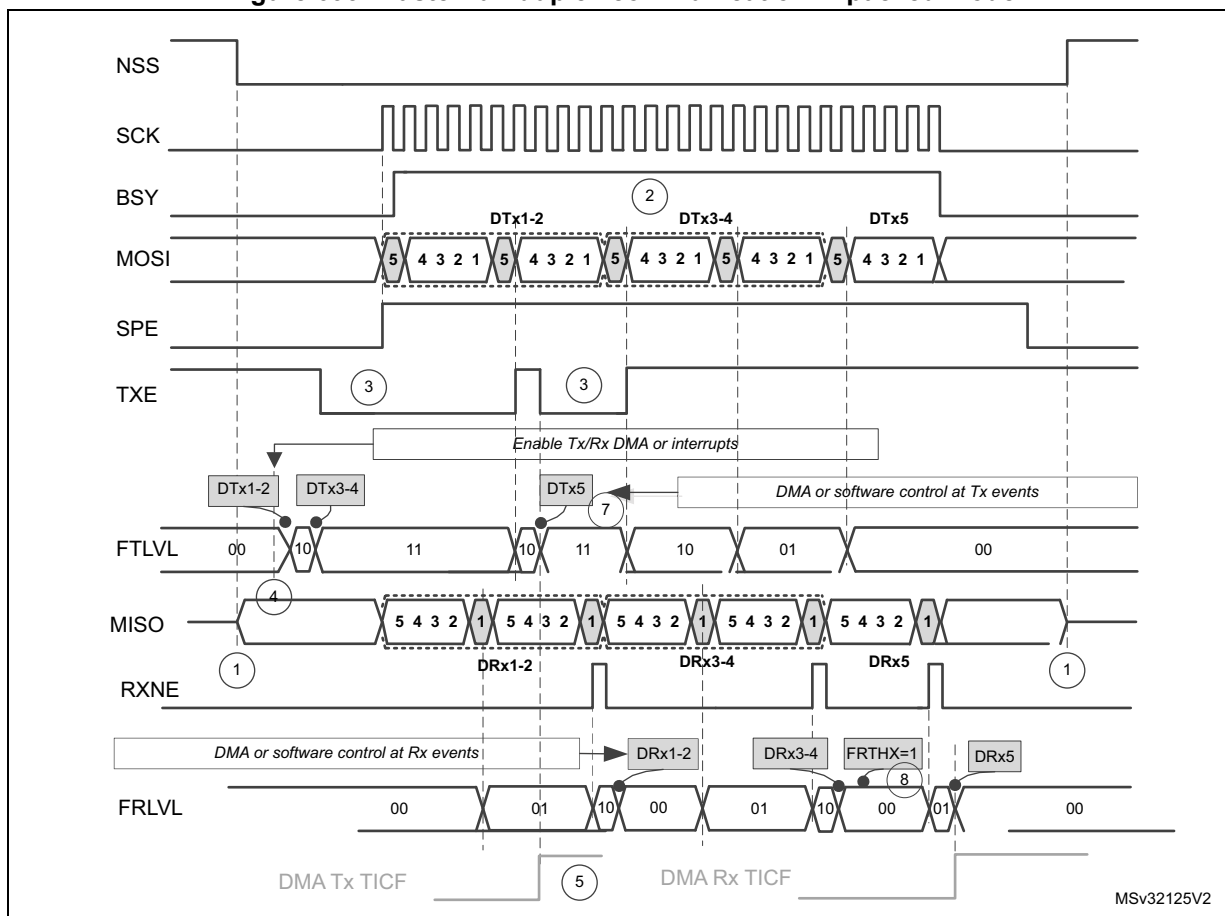 NSS
SCK
BSY
2
DTx1-2 DTx3-4 DTx5
MOSI 5 4 3 2 1 5 4 3 2 1 5 4 3 2 1 5 4 3 2 1 5 4 3 2 1
SPE
TXE 3 3
Enable Tx/Rx DMA or interrupts
DTx1-2 DTx3-4 DTx5 DMA or software control at Tx events
7
FTLVL 00 10 11 10 11 10 01 00
4
MISO 5 4 3 2 1 5 4 3 2 1 5 4 3 2 1 5 4 3 2 1 5 4 3 2 1
1 DRx1-2 DRx3-4 DRx5 1
RXNE
DMA or software control at Rx events DRx1-2 DRx3-4 FRTHX=1 DRx5
8
FRLVL 00 01 10 00 01 10 00 01 00
DMA Tx TICF 5 DMA Rx TICF
MSv32125V2